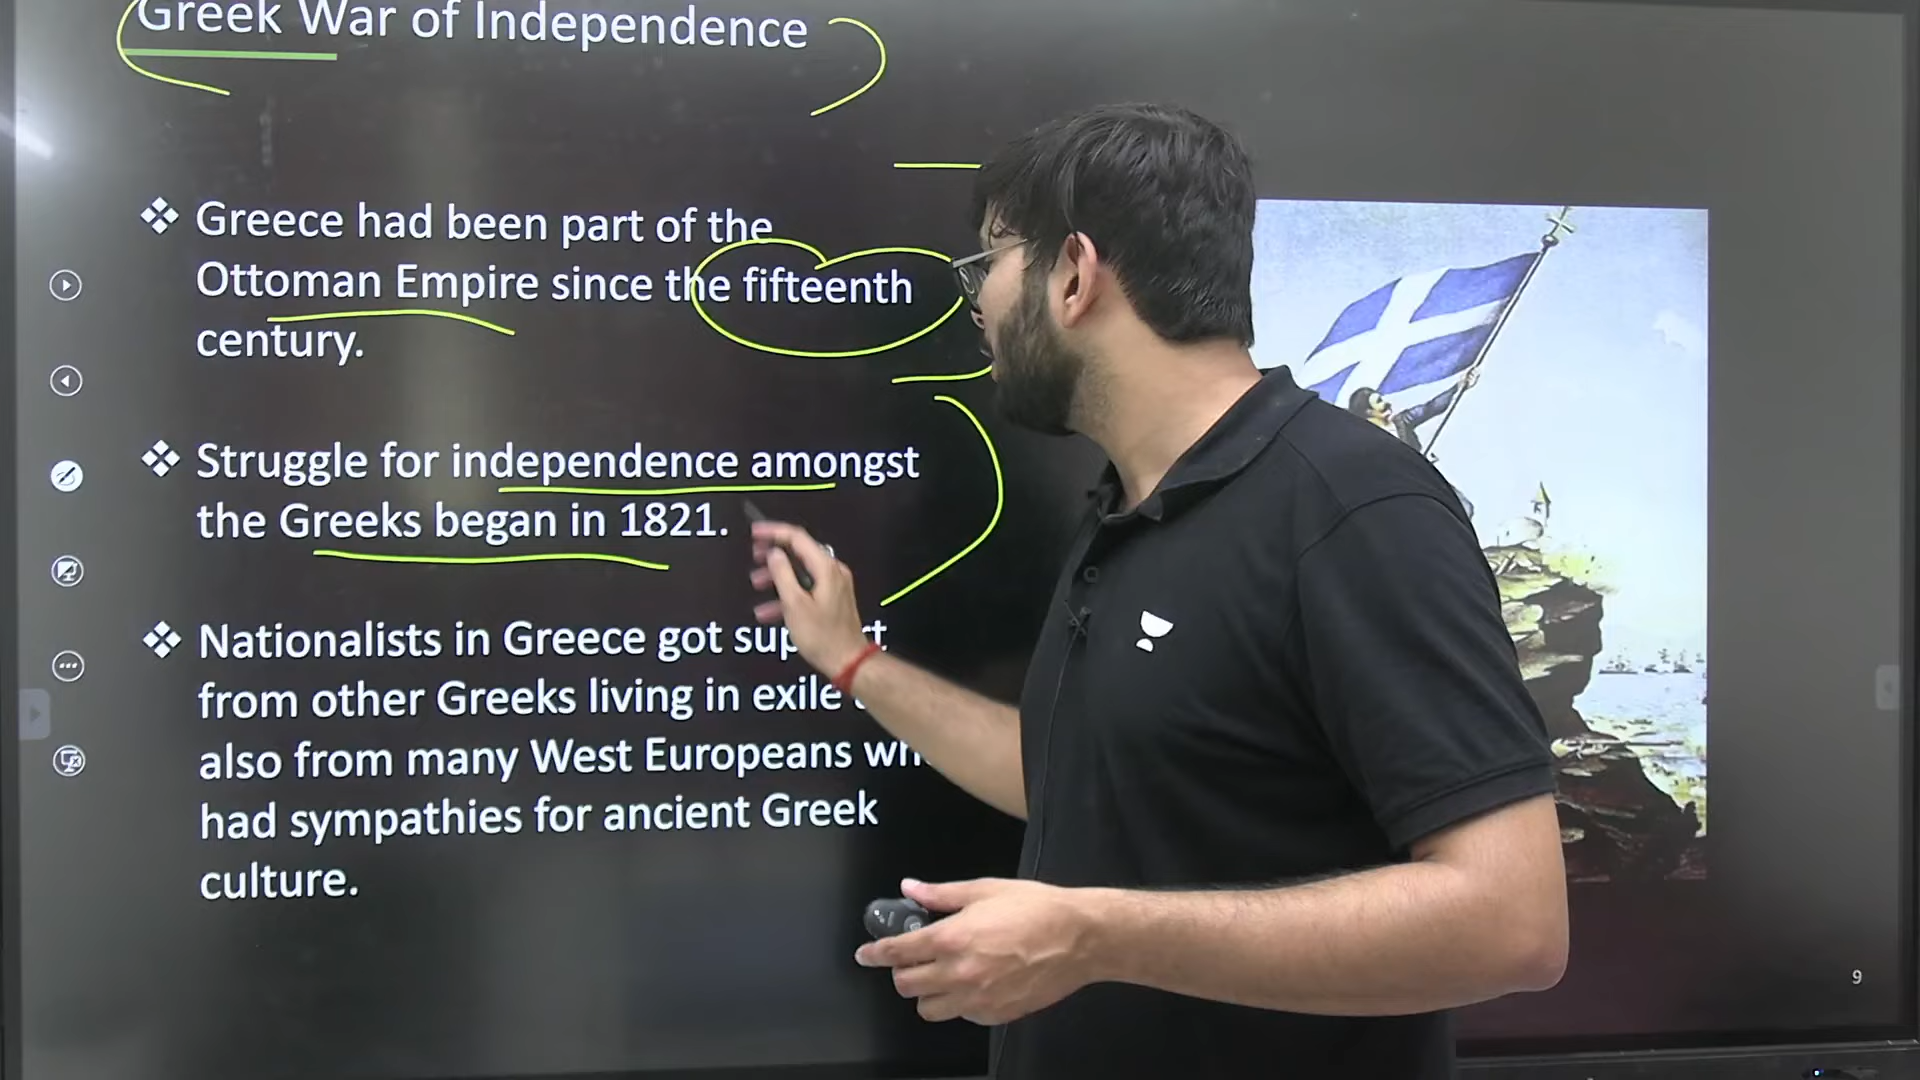 Greek War of Independence
Greece had been part of the
Ottoman Empire since the fifteenth
century.
Struggle for independence amongst
the Greeks began in 1821.
Nationalists in Greece got
from other Greeks living in exile
also from many West Europeans
had sympathies for ancient Greek
culture.
9